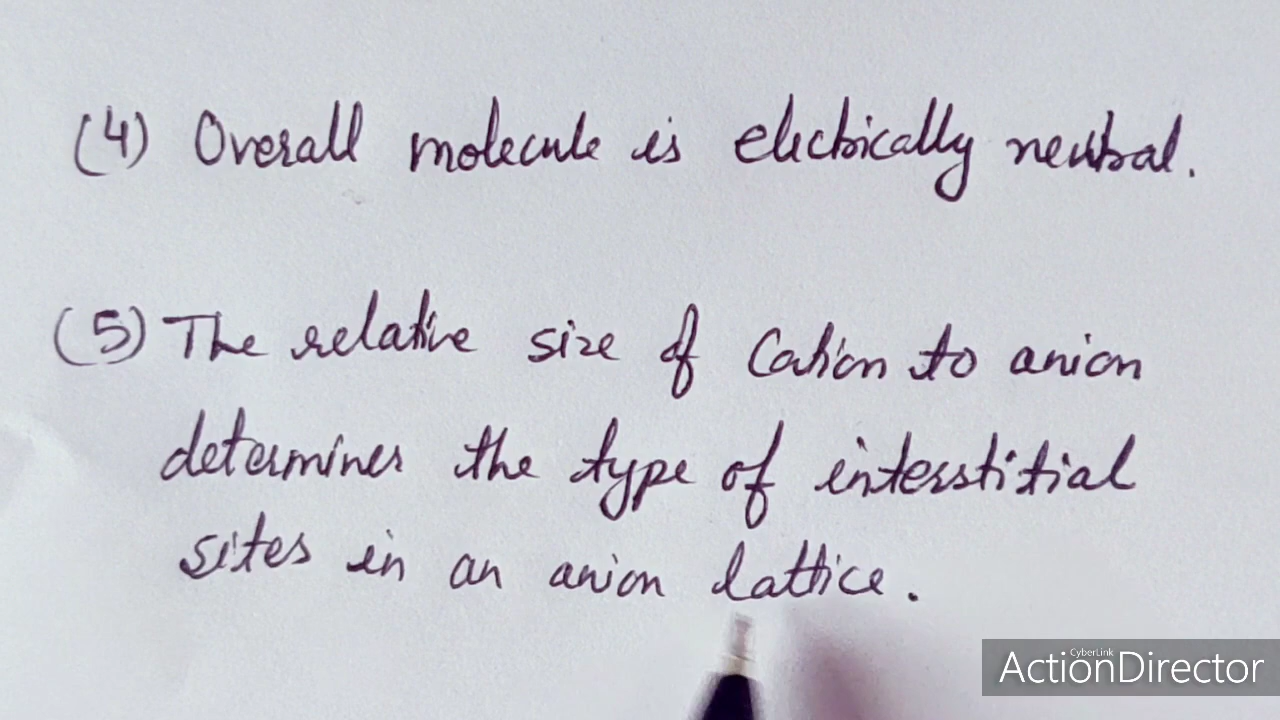 (4) Overall molecule is electrically neutral.
(5) The relative size of Cation to anion
determines the type of interstitial
sites in an anion lattice.
CyberLink
ActionDirector